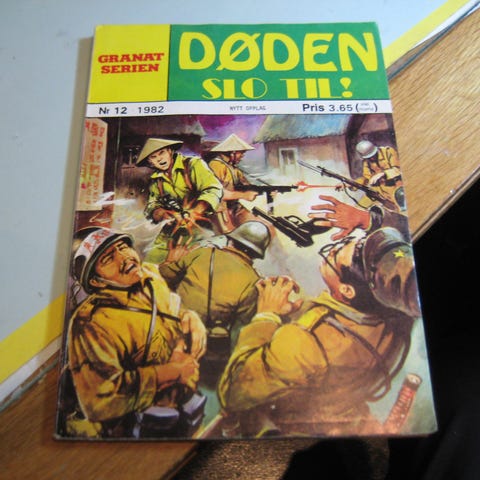 GRANAT
SERIEN
DØDEN
SLO TIL!
Nr 12 1982
NYTT OPPLAG
Pris 3.65